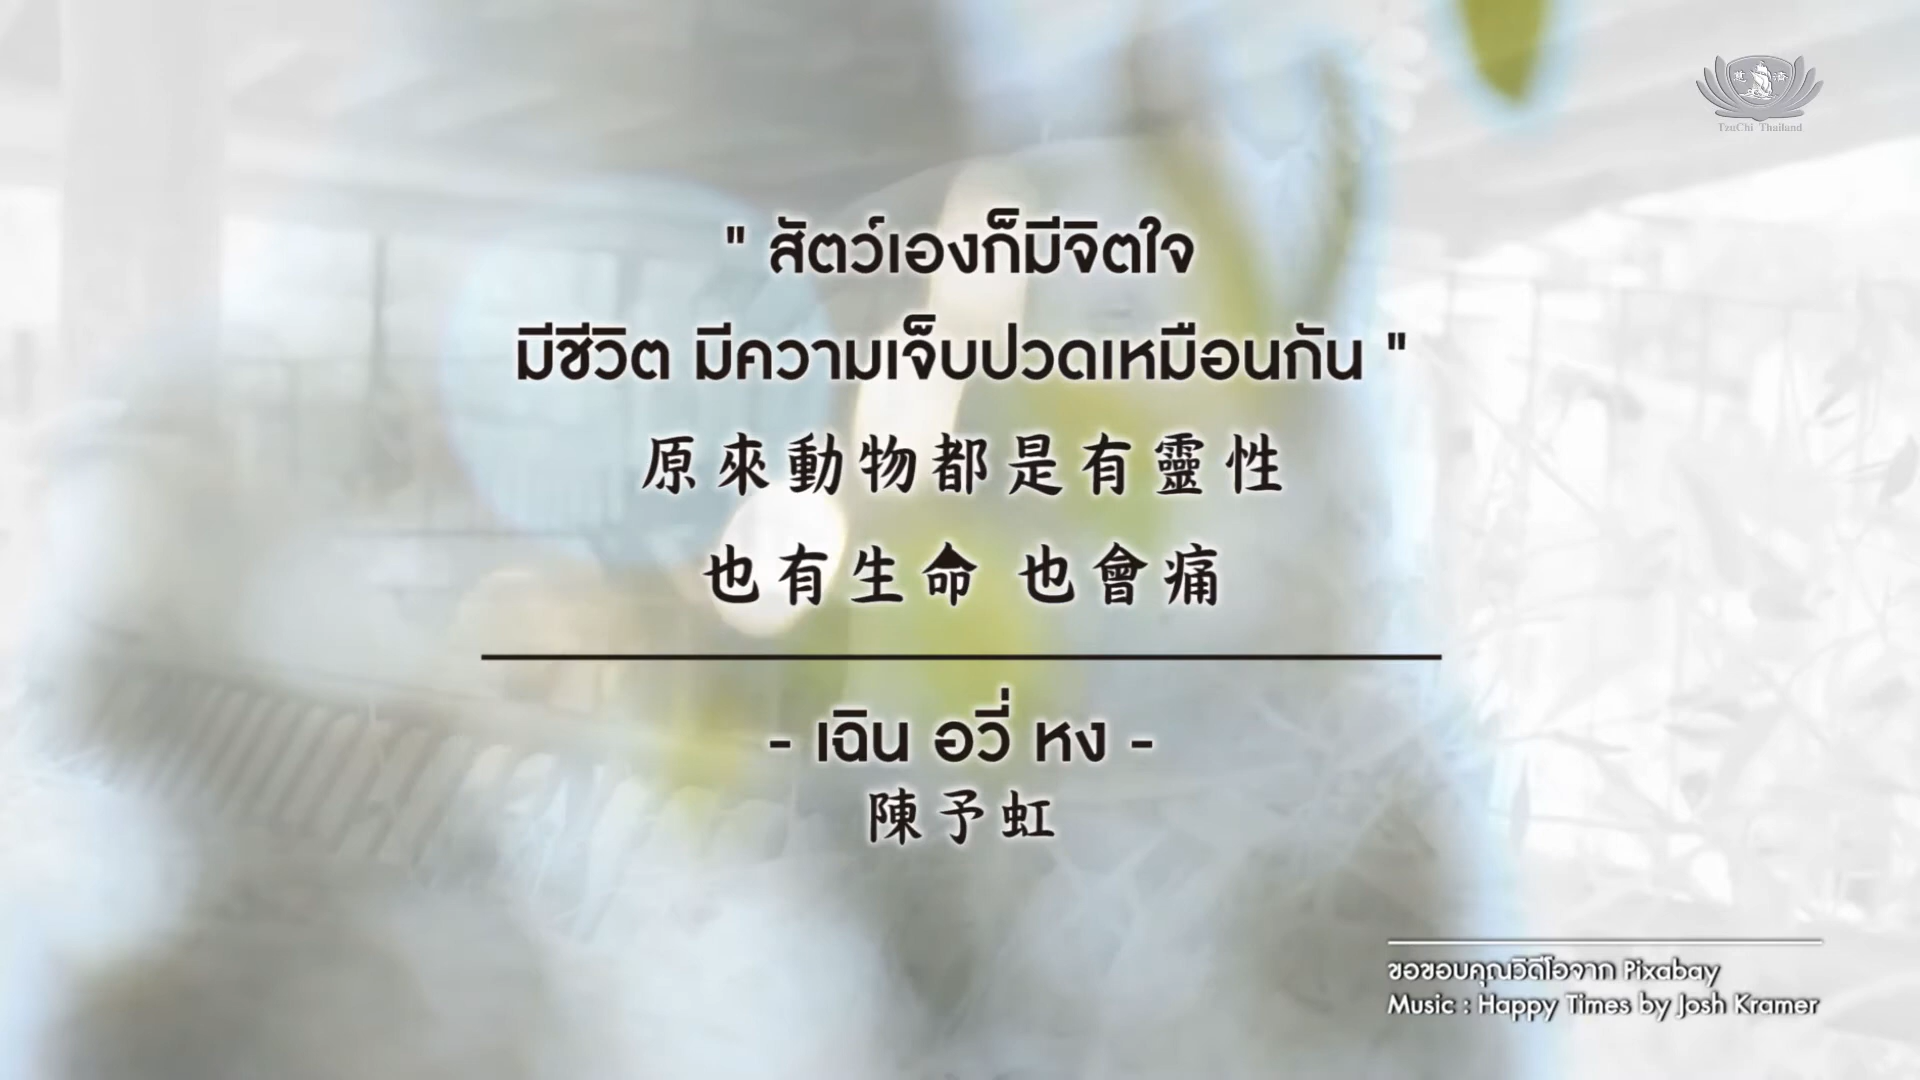 慈濟
TzuChi Thailand
" สัตว์เองก็มีจิตใจ
มีชีวิต มีความเจ็บปวดเหมือนกัน "
原來動物都是有靈性
也有生命 也會痛
- เฉิน อวี่ หง -
陳予虹
ขอขอบคุณวิดีโอจาก Pixabay
Music : Happy Times by Josh Kramer